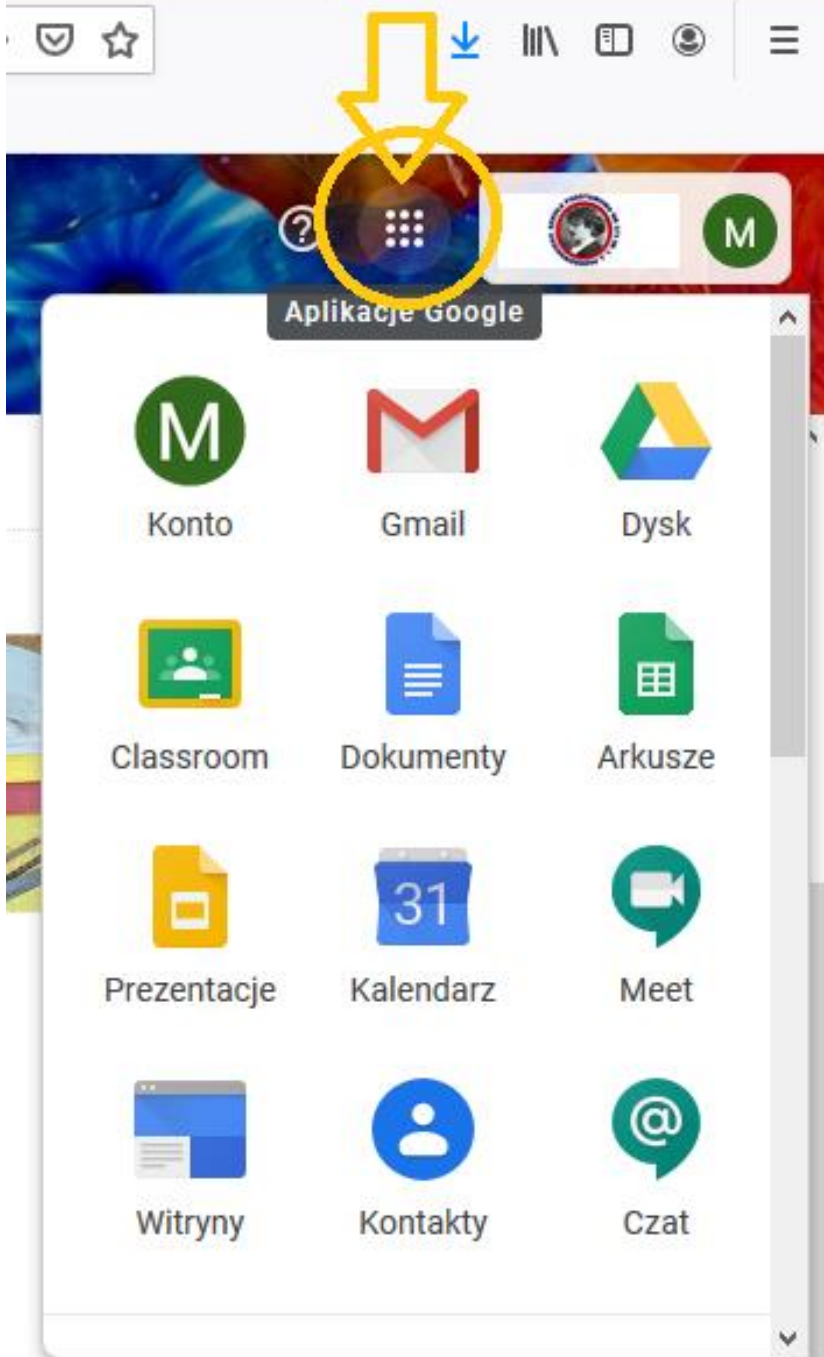 M
Aplikacje Google
M
Konto
Gmail
Dysk
Classroom
Dokumenty
Arkusze
31
Prezentacje
Kalendarz
Meet
@
Witryny
Kontakty
Czat